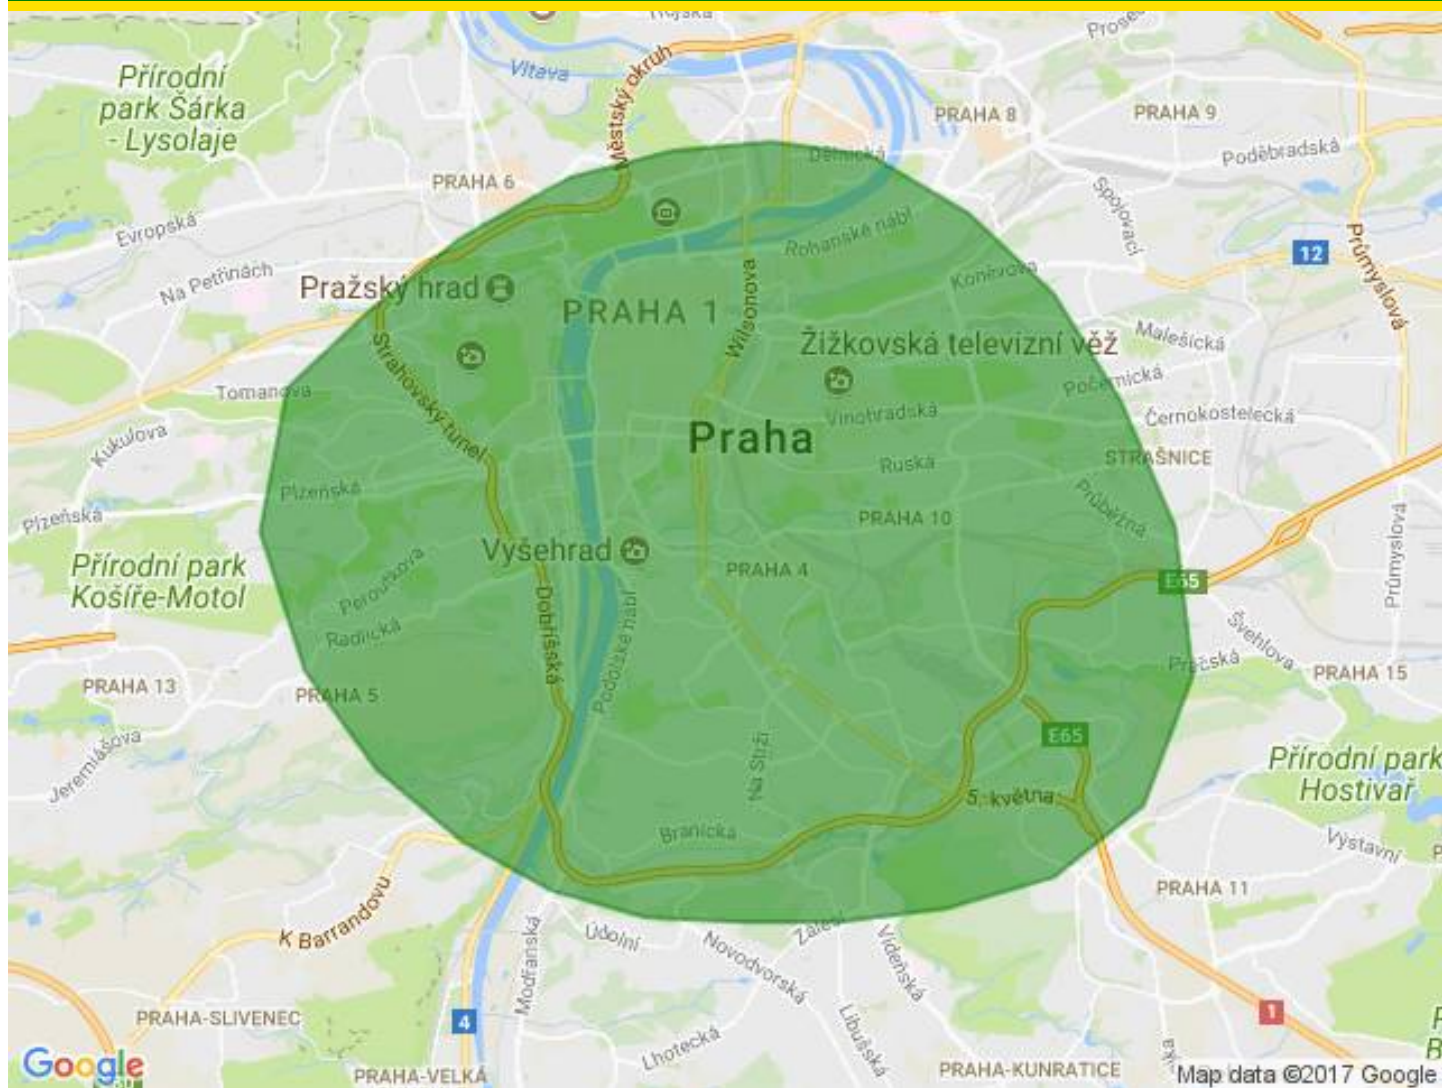 Vltava
Městský okruh
Přírodní
park Šárka
- Lysolaje
PRAHA 8
PRAHA 9
Dělnická
Poděbradská
PRAHA 6
Spojovací
Evropská
Rohanské nábř
12
Průmyslová
Na Petřinách
Koněvova
Pražský hrad
PRAHA 1
Wilsonova
Malešická
Žižkovská televizní věž
Strahovský tunel
Počernická
Tomanova
Vinohradská
Černokostelecká
Kukulova
Praha
STRAŠNICE
Ruská
Plzeňská
Plzeňská
Průběžná
PRAHA 10
Průmyslová
Vyšehrad
Přírodní park
Košíře-Motol
Peroutkova
PRAHA 4
E65
Dobříšská
Podolské nábř
Radlická
Švehlova
Pražská
PRAHA 13
PRAHA 5
PRAHA 15
Jeremiášova
Na Strži
E65
Přírodní park
Hostivař
5. května
Branická
Výstavní
PRAHA 11
K Barrandovu
Údolní
Zálesí
Modřanská
Novodvorská
Vídeňská
PRAHA-SLIVENEC
4
1
Libušská
Lhotecká
Google
PRAHA-VELKÁ
PRAHA-KUNRATICE
Map data ©2017 Google